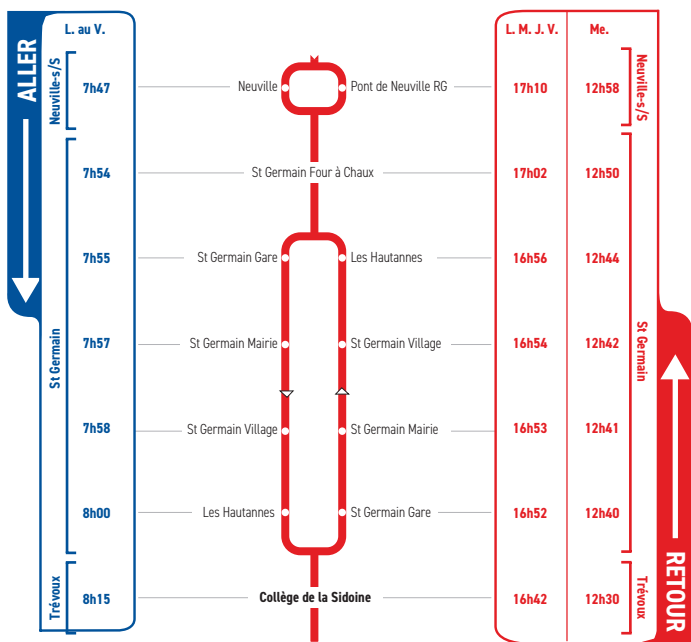 ALLER
L. au V.
L. M. J. V.
Me.
Neuville-s/S
7h47
Neuville
Pont de Neuville RG
17h10
12h58
Neuville-s/S
7h54
St Germain Four à Chaux
17h02
12h50
7h55
St Germain Gare
Les Hautannes
16h56
12h44
St Germain
7h57
St Germain Mairie
St Germain Village
16h54
12h42
St Germain
7h58
St Germain Village
St Germain Mairie
16h53
12h41
8h00
Les Hautannes
St Germain Gare
16h52
12h40
Trévoux
8h15
Collège de la Sidoine
16h42
12h30
Trévoux
RETOUR